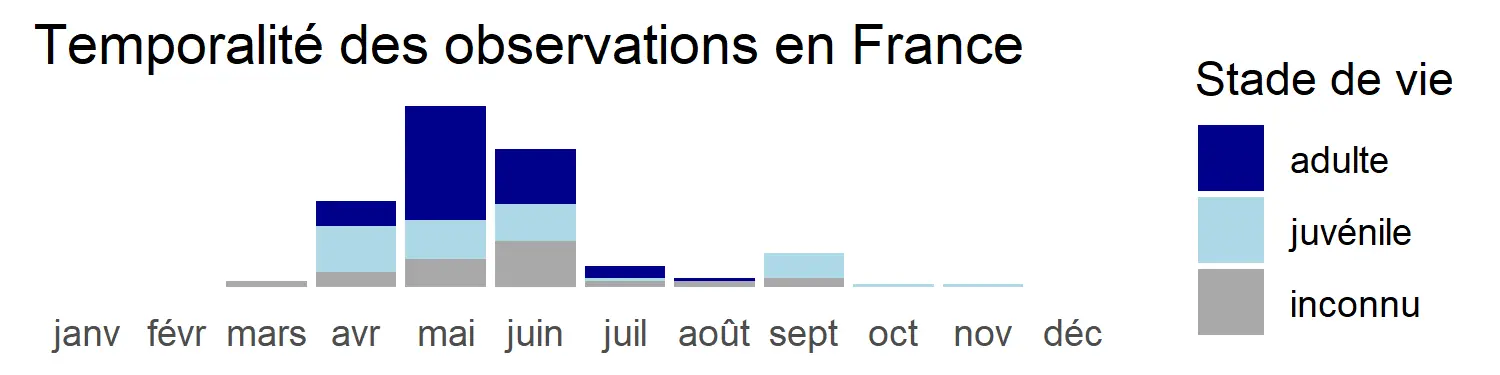 Temporalité des observations en France
janv févr mars avr mai juin juil août sept oct nov déc
Stade de vie
adulte
juvénile
inconnu